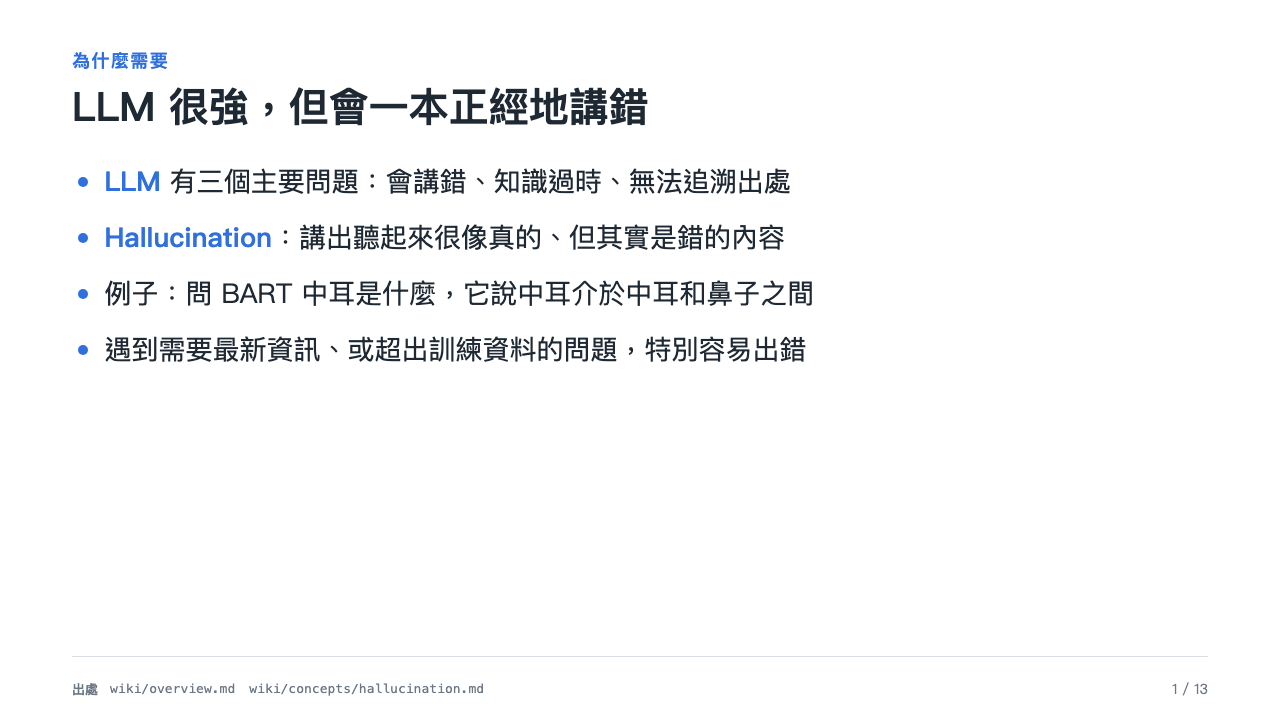 為什麼需要
LLM 很強，但會一本正經地講錯
• LLM 有三個主要問題：會講錯、知識過時、無法追溯出處
• Hallucination：講出聽起來很像真的、但其實是錯的內容
• 例子：問 BART 中耳是什麼，它說中耳介於中耳和鼻子之間
• 遇到需要最新資訊、或超出訓練資料的問題，特別容易出錯
出處 wiki/overview.md wiki/concepts/hallucination.md
1 / 13